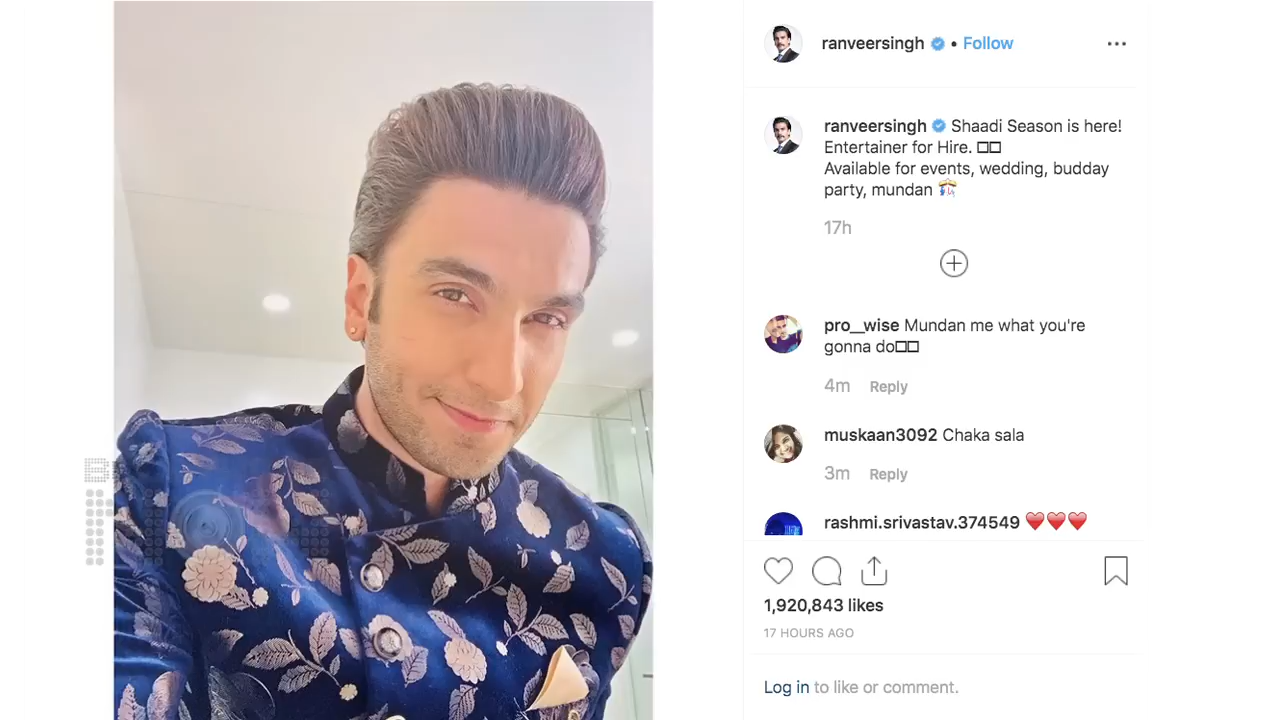 ranveersingh • Follow
ranveersingh Shaadi Season is here!
Entertainer for Hire. □□
Available for events, wedding, budday
party, mundan
17h
pro__wise Mundan me what you're
gonna do□□
4m Reply
muskaan3092 Chaka sala
3m Reply
rashmi.srivastav.374549 ❤️❤️❤️
1,920,843 likes
17 HOURS AGO
Log in to like or comment.